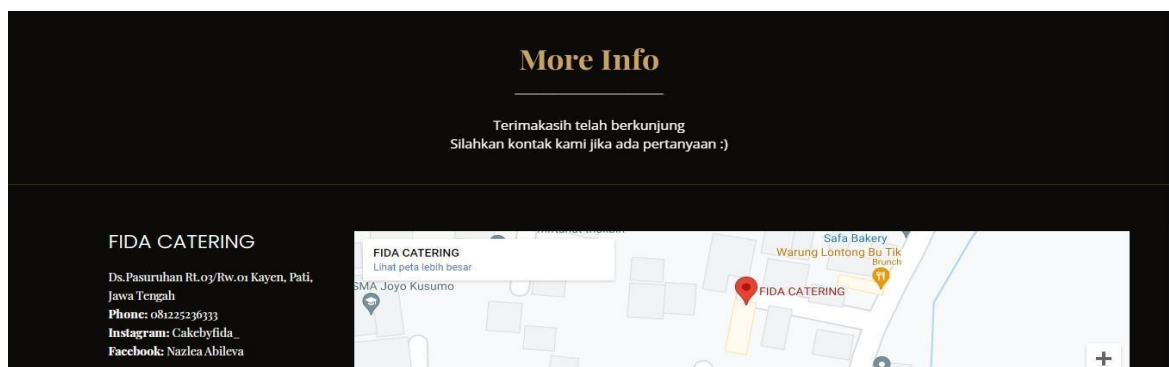 More Info
Terimakasih telah berkunjung
Silahkan kontak kami jika ada pertanyaan :)
FIDA CATERING
Ds.Pasuruhan Rt.03/Rw.01 Kayen, Pati,
Jawa Tengah
Phone: 081225236333
Instagram: Cakebyfida_
Facebook: Nazlea Abileva
FIDA CATERING
Lihat peta lebih besar
SMA Joyo Kusumo
Safa Bakery
Warung Lontong Bu Tik
Brunch
FIDA CATERING
+